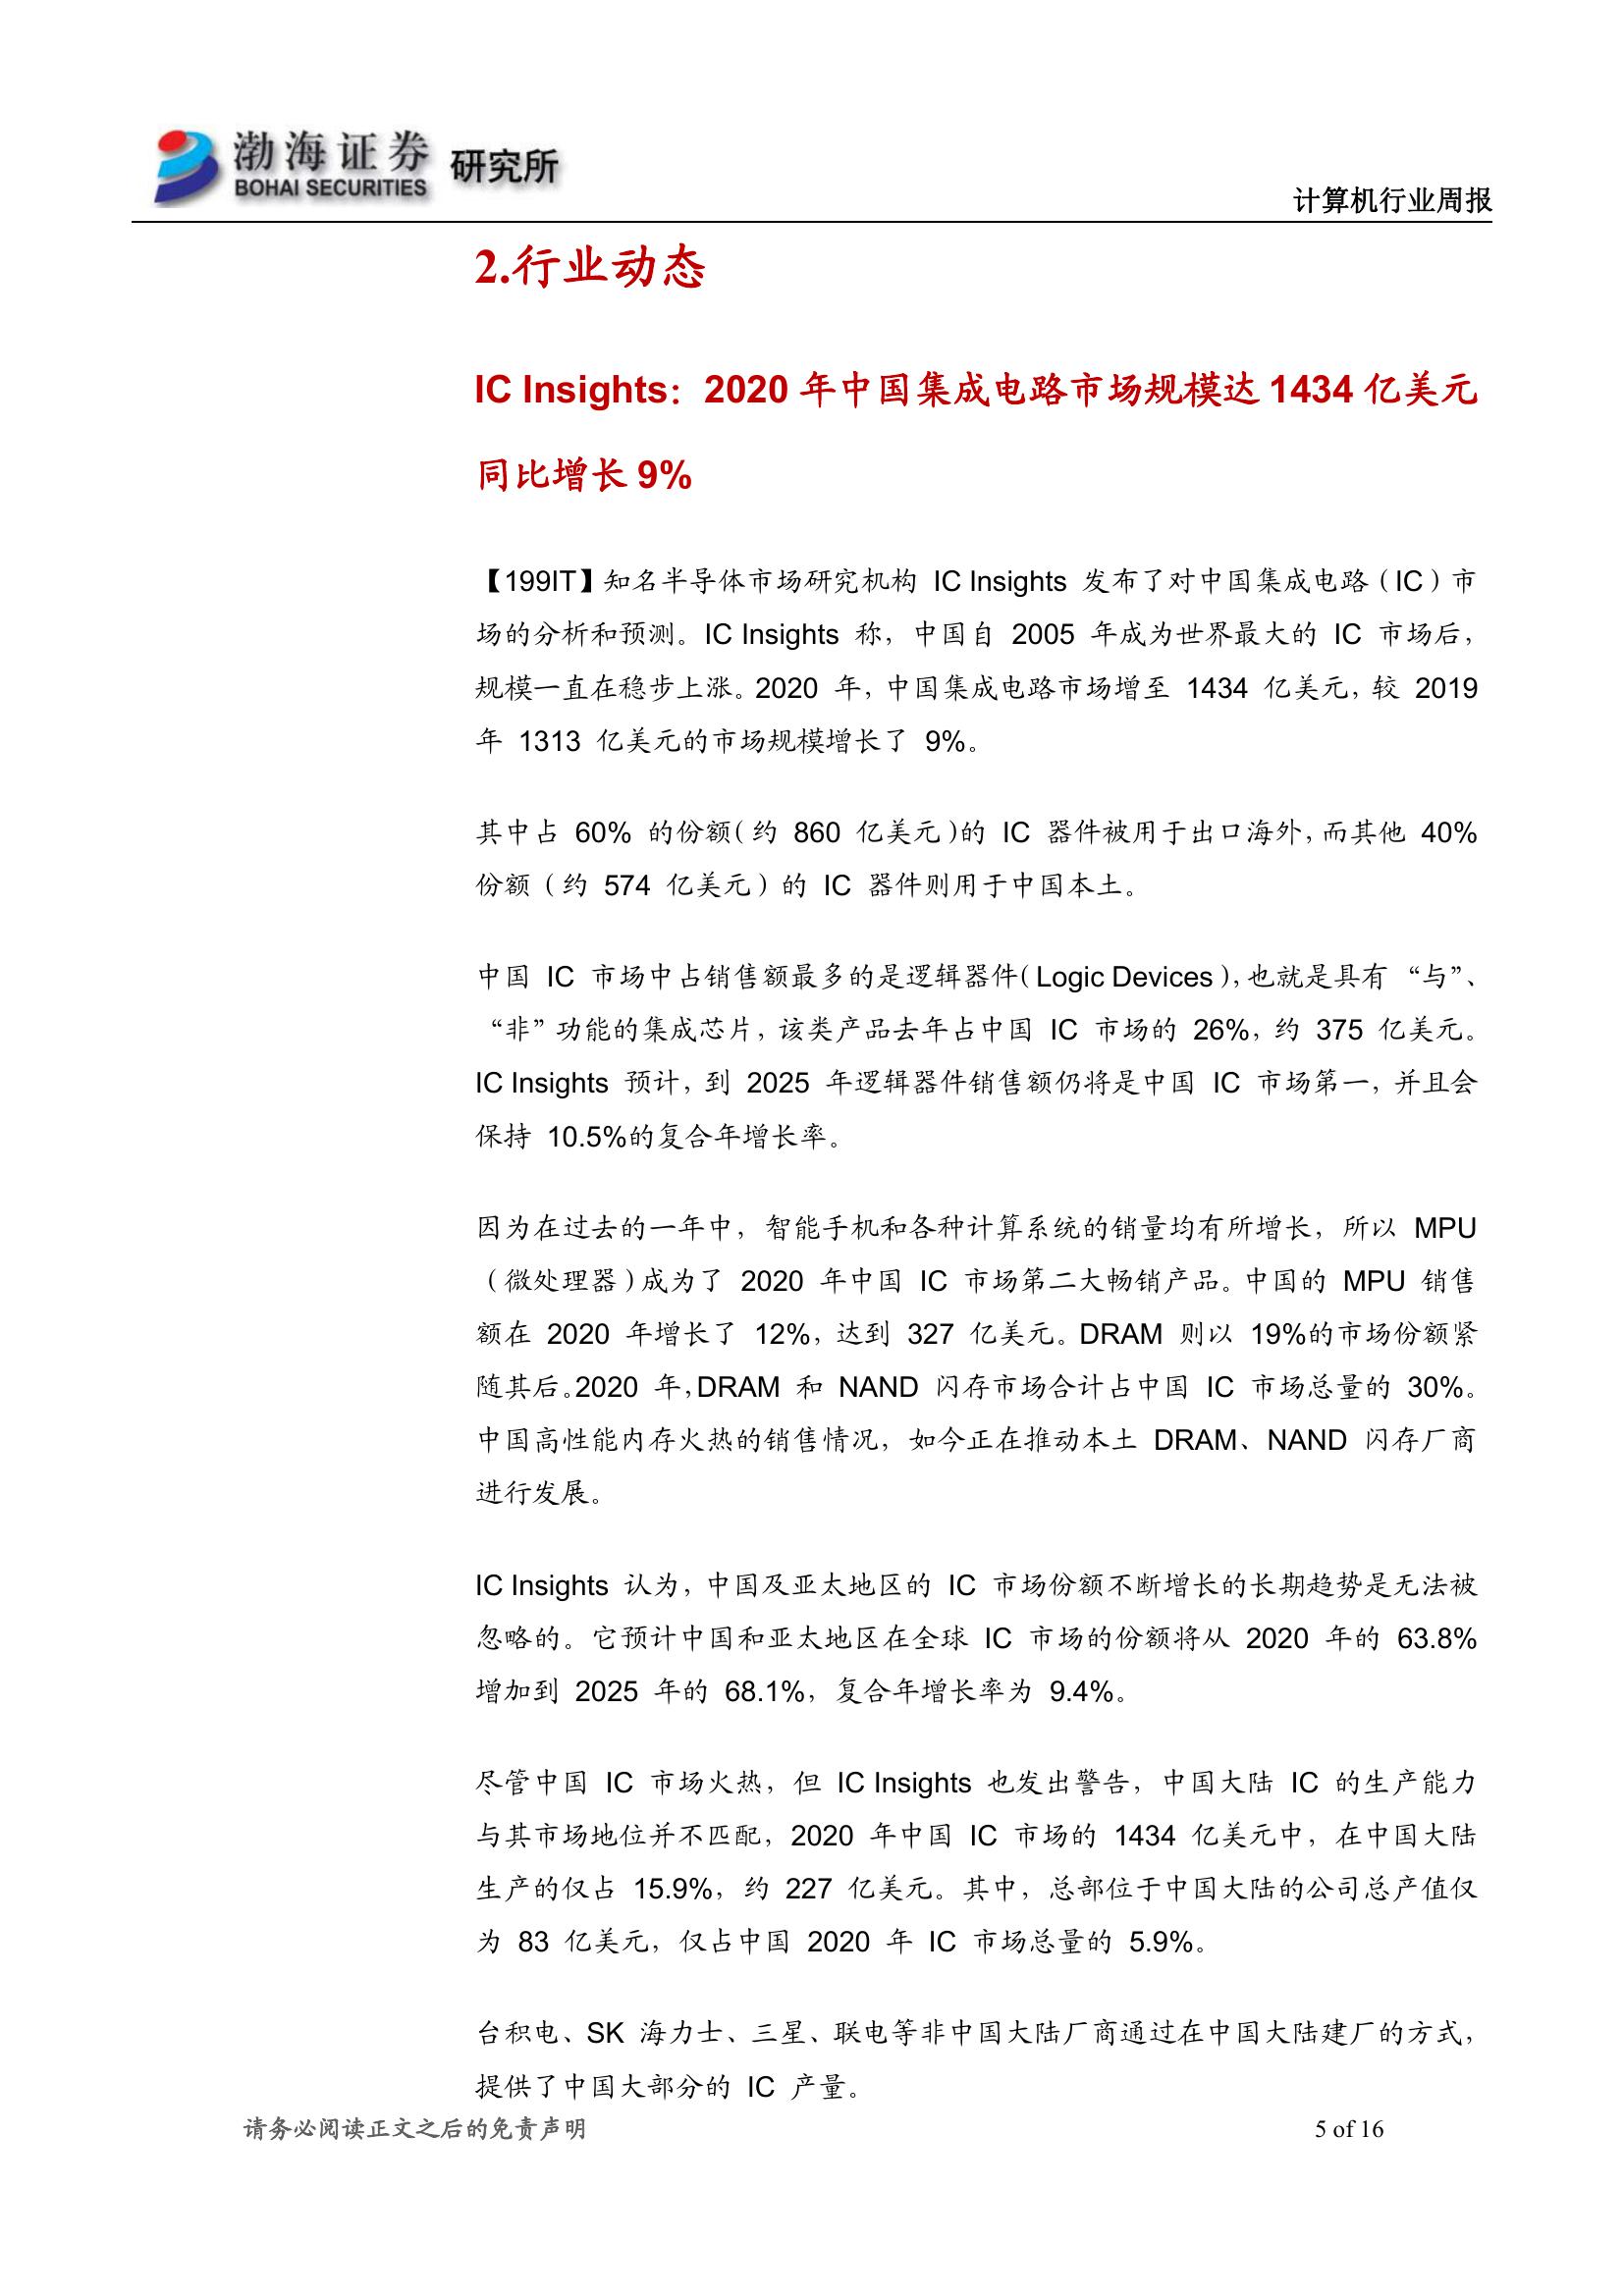 渤海证券 研究所
BOHAI SECURITIES
计算机行业周报
2.行业动态
IC Insights：2020 年中国集成电路市场规模达 1434 亿美元
同比增长 9%
【199IT】知名半导体市场研究机构 IC Insights 发布了对中国集成电路（IC）市
场的分析和预测。IC Insights 称，中国自 2005 年成为世界最大的 IC 市场后，
规模一直在稳步上涨。2020 年，中国集成电路市场增至 1434 亿美元，较 2019
年 1313 亿美元的市场规模增长了 9%。
其中占 60% 的份额（约 860 亿美元）的 IC 器件被用于出口海外，而其他 40%
份额（约 574 亿美元）的 IC 器件则用于中国本土。
中国 IC 市场中占销售额最多的是逻辑器件（Logic Devices），也就是具有 “与”、
“非”功能的集成芯片，该类产品去年占中国 IC 市场的 26%，约 375 亿美元。
IC Insights 预计，到 2025 年逻辑器件销售额仍将是中国 IC 市场第一，并且会
保持 10.5%的复合年增长率。
因为在过去的一年中，智能手机和各种计算系统的销量均有所增长，所以 MPU
（微处理器）成为了 2020 年中国 IC 市场第二大畅销产品。中国的 MPU 销售
额在 2020 年增长了 12%，达到 327 亿美元。DRAM 则以 19%的市场份额紧
随其后。2020 年，DRAM 和 NAND 闪存市场合计占中国 IC 市场总量的 30%。
中国高性能内存火热的销售情况，如今正在推动本土 DRAM、NAND 闪存厂商
进行发展。
IC Insights 认为，中国及亚太地区的 IC 市场份额不断增长的长期趋势是无法被
忽略的。它预计中国和亚太地区在全球 IC 市场的份额将从 2020 年的 63.8%
增加到 2025 年的 68.1%，复合年增长率为 9.4%。
尽管中国 IC 市场火热，但 IC Insights 也发出警告，中国大陆 IC 的生产能力
与其市场地位并不匹配，2020 年中国 IC 市场的 1434 亿美元中，在中国大陆
生产的仅占 15.9%，约 227 亿美元。其中，总部位于中国大陆的公司总产值仅
为 83 亿美元，仅占中国 2020 年 IC 市场总量的 5.9%。
台积电、SK 海力士、三星、联电等非中国大陆厂商通过在中国大陆建厂的方式，
提供了中国大部分的 IC 产量。
请务必阅读正文之后的免责声明
5 of 16